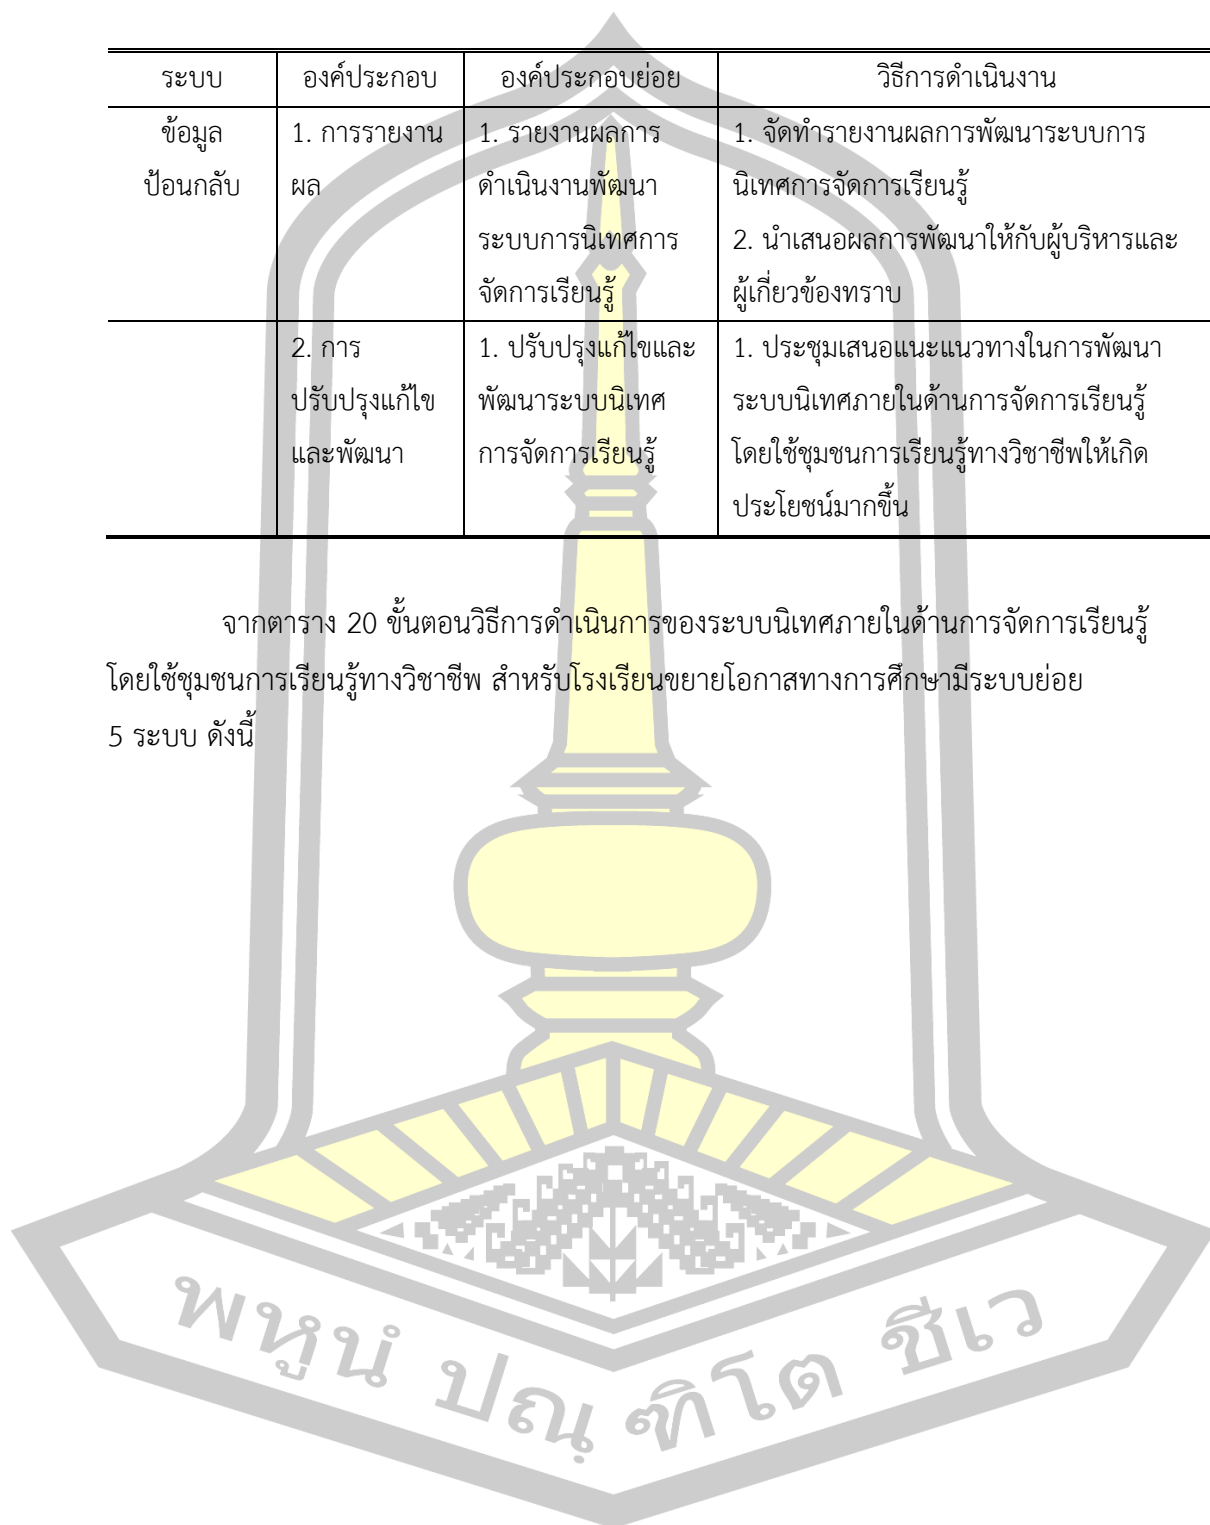 ระบบ องค์ประกอบ องค์ประกอบย่อย วิธีการดำเนินงาน
ข้อมูล 1. การรายงาน 1. รายงานผลการ 1. จัดทำรายงานผลการพัฒนาระบบการ
ป้อนกลับ ผล ดำเนินงานพัฒนา นิเทศการจัดการเรียนรู้
ระบบการนิเทศการ 2. นำเสนอผลการพัฒนาให้กับผู้บริหารและ
จัดการเรียนรู้ ผู้เกี่ยวข้องทราบ
2. การ 1. ปรับปรุงแก้ไขและ 1. ประชุมเสนอแนะแนวทางในการพัฒนา
ปรับปรุงแก้ไข พัฒนาระบบนิเทศ ระบบนิเทศภายในด้านการจัดการเรียนรู้
และพัฒนา การจัดการเรียนรู้ โดยใช้ชุมชนการเรียนรู้ทางวิชาชีพให้เกิด
ประโยชน์มากขึ้น
จากตาราง 20 ขั้นตอนวิธีการดำเนินการของระบบนิเทศภายในด้านการจัดการเรียนรู้
โดยใช้ชุมชนการเรียนรู้ทางวิชาชีพ สำหรับโรงเรียนขยายโอกาสทางการศึกษามีระบบย่อย
5 ระบบ ดังนี้
พหูนํ ปณฺ ฑิโต ชีเว